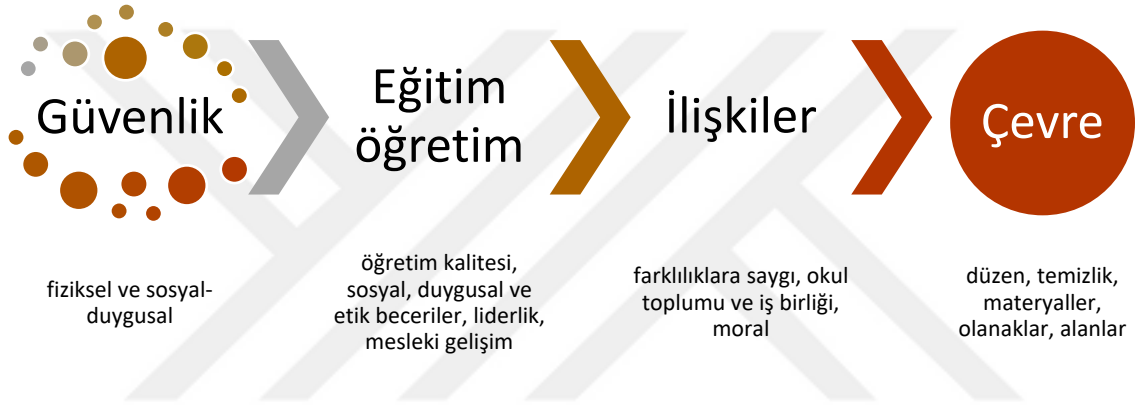 Güvenlik
fiziksel ve sosyal-
duygusal
Eğitim
öğretim
öğretim kalitesi,
sosyal, duygusal ve
etik beceriler, liderlik,
mesleki gelişim
İlişkiler
farklılıklara saygı, okul
toplumu ve iş birliği,
moral
Çevre
düzen, temizlik,
materyaller,
olanaklar, alanlar